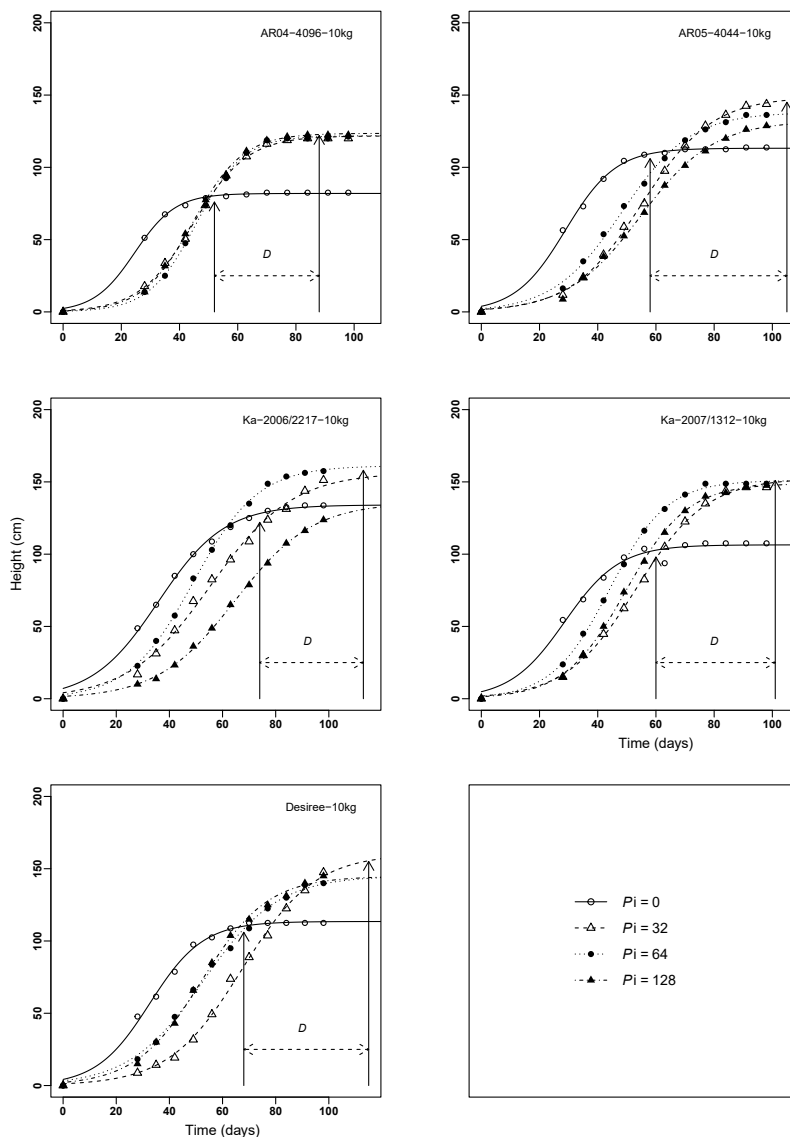 AR04−4096−10kg
200
150
100
50
0
D
0 20 40 60 80 100
AR05−4044−10kg
200
150
100
50
0
D
0 20 40 60 80 100
Ka−2006/2217−10kg
200
150
100
50
0
Height (cm)
D
0 20 40 60 80 100
Ka−2007/1312−10kg
200
150
100
50
0
D
0 20 40 60 80 100
Time (days)
Desiree−10kg
200
150
100
50
0
D
0 20 40 60 80 100
Time (days)
Pi = 0
Pi = 32
Pi = 64
Pi = 128